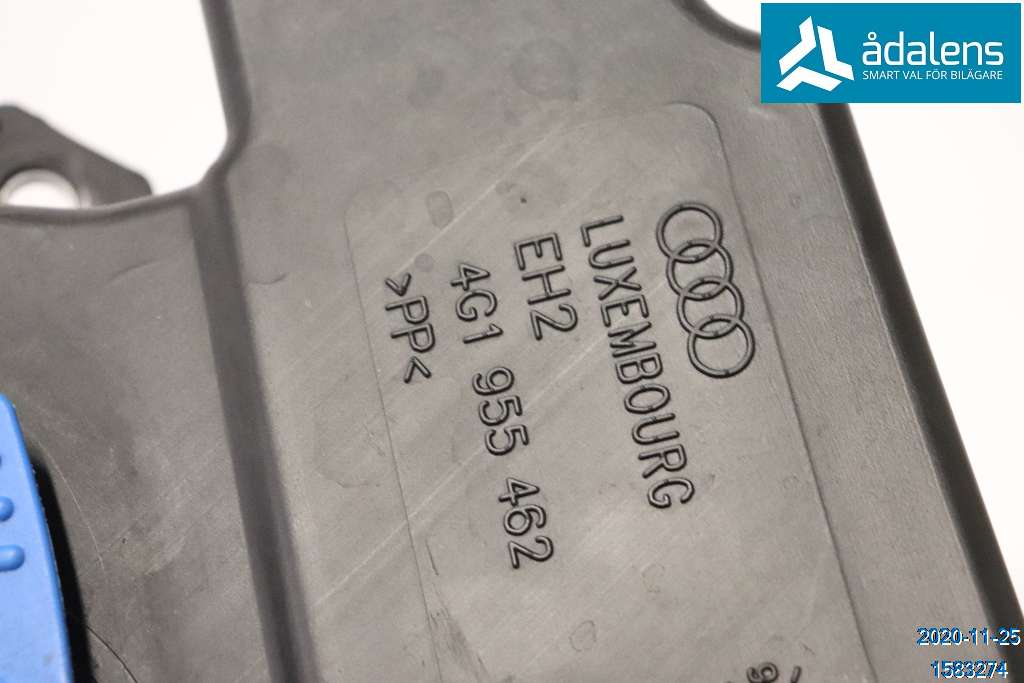 ådalens
SMART VAL FÖR BILÄGARE
LUXEMBOURG
EH2
4G1 955 462
>PP<
2020-11-25
1583274